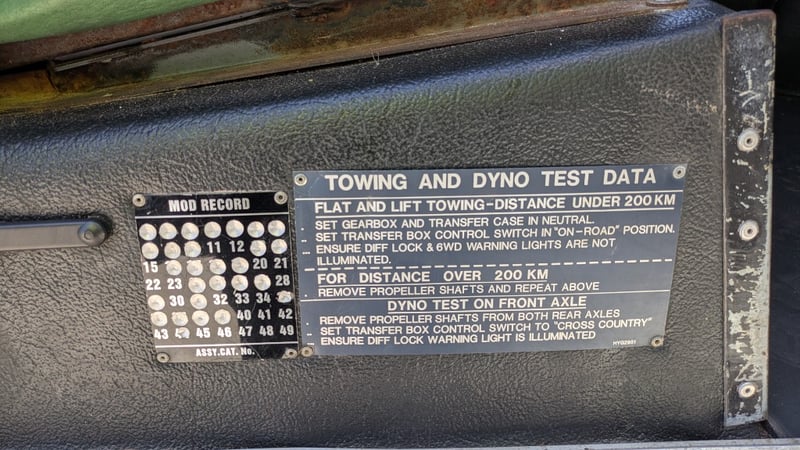 MOD RECORD
11 12
15 20 21
22 23 28
30 32 33 34
40 41 42
43 45 46 47 48 49
ASSY.CAT. No.
TOWING AND DYNO TEST DATA
FLAT AND LIFT TOWING-DISTANCE UNDER 200 KM
.. SET GEARBOX AND TRANSFER CASE IN NEUTRAL.
.. SET TRANSFER BOX CONTROL SWITCH IN "ON-ROAD" POSITION.
.. ENSURE DIFF LOCK & 6WD WARNING LIGHTS ARE NOT
ILLUMINATED.
FOR DISTANCE OVER 200 KM
.. REMOVE PROPELLER SHAFTS AND REPEAT ABOVE
DYNO TEST ON FRONT AXLE
.. REMOVE PROPELLER SHAFTS FROM BOTH REAR AXLES
.. SET TRANSFER BOX CONTROL SWITCH TO "CROSS COUNTRY"
.. ENSURE DIFF LOCK WARNING LIGHT IS ILLUMINATED